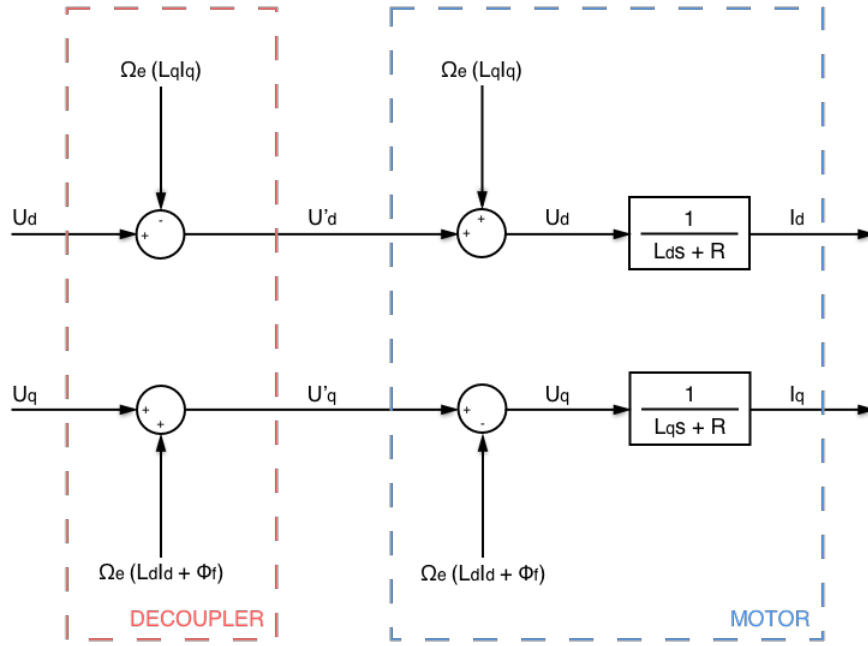 Ωe (LqIq)
Ωe (LqIq)
Ud
-
+
U'd
+
+
Ud
1
Lds + R
Id
Uq
+
+
U'q
+
-
Uq
1
Lqs + R
Iq
Ωe (LdId + Φf)
Ωe (LdId + Φf)
DECOUPLER
MOTOR